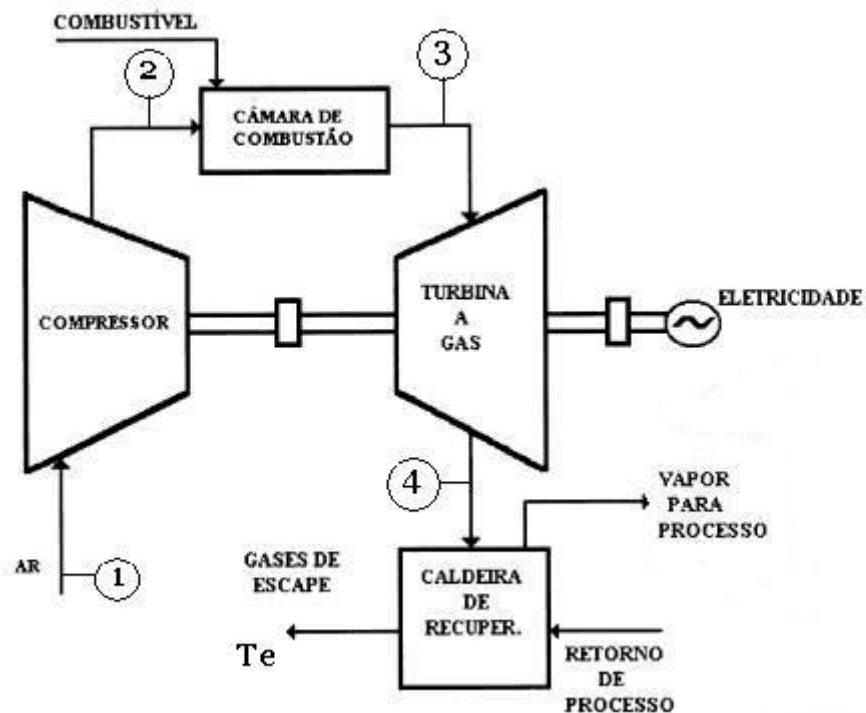 COMBUSTÍVEL
2
3
CÂMARA DE
COMBUSTÃO
COMPRESSOR
TURBINA
A
GAS
ELETRICIDADE
4
VAPOR
PARA
PROCESSO
AR
1
GASES DE
ESCAPE
CALDEIRA
DE
RECUPER.
Te
RETORNO
DE
PROCESSO